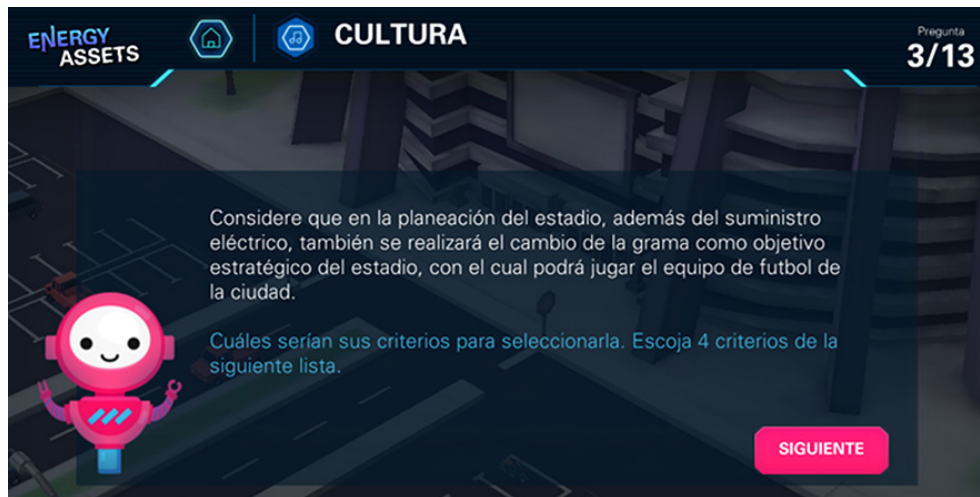 ENERGY
ASSETS
CULTURA
Pregunta
3/13
Considere que en la planeación del estadio, además del suministro
eléctrico, también se realizará el cambio de la grama como objetivo
estratégico del estadio, con el cual podrá jugar el equipo de futbol de
la ciudad.
Cuáles serían sus criterios para seleccionarla. Escoja 4 criterios de la
siguiente lista.
SIGUIENTE